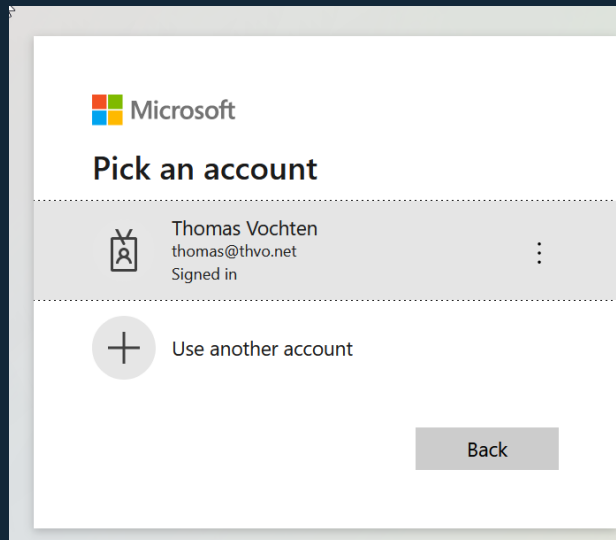 Microsoft
Pick an account
Thomas Vochten
thomas@thvo.net
Signed in
Use another account
Back